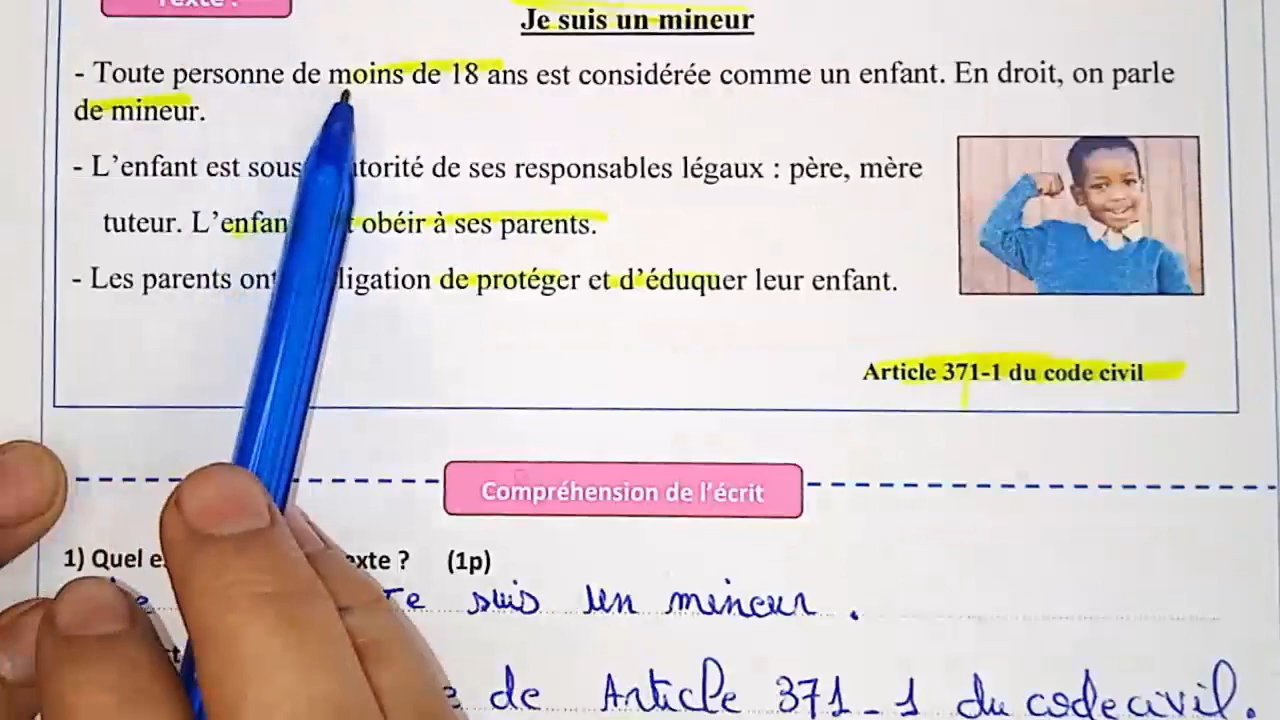 Texte :
Je suis un mineur
- Toute personne de moins de 18 ans est considérée comme un enfant. En droit, on parle
de mineur.
- L'enfant est sous autorité de ses responsables légaux : père, mère
tuteur. L'enfan obéir à ses parents.
- Les parents ont ligation de protéger et d'éduquer leur enfant.
Article 371-1 du code civil
Compréhension de l'écrit
1) Quel e exte ? (1p)
suis un mineur .
de Article 371-1 du code civil.